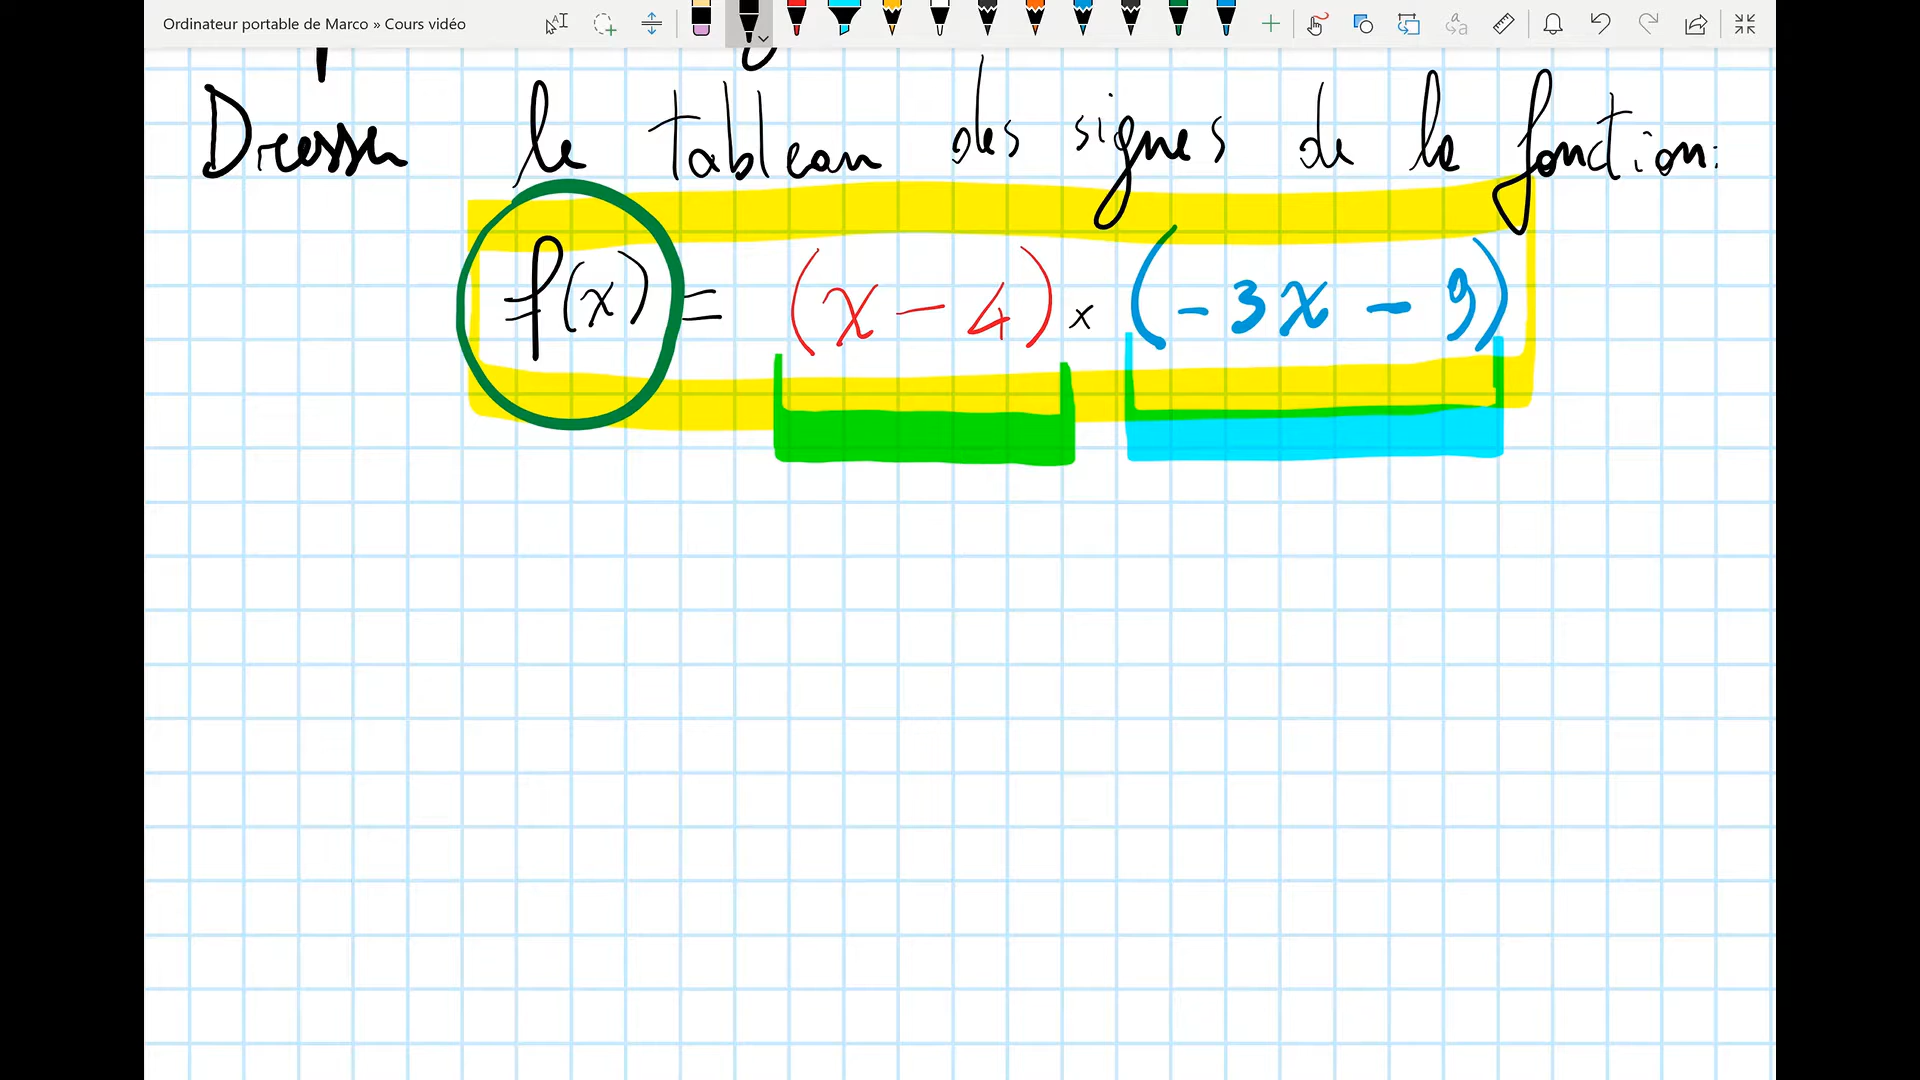 Ordinateur portable de Marco » Cours vidéo
Dresser le tableau des signes de la fonction:
f(x) = (x - 4) × (-3x - 9)